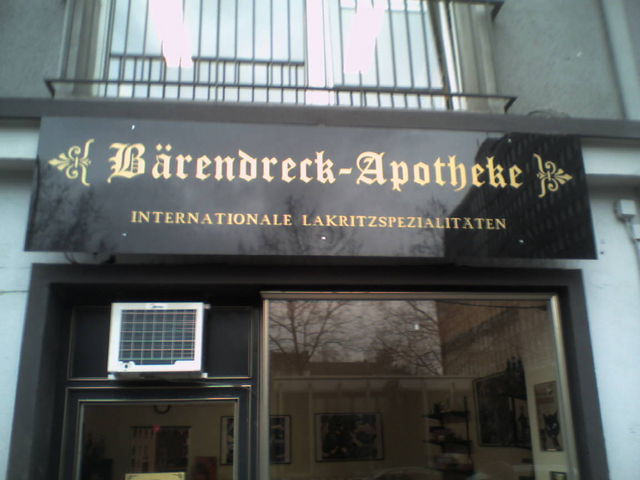 Bärendreck-Apotheke
INTERNATIONALE LAKRITZSPEZIALITÄTEN